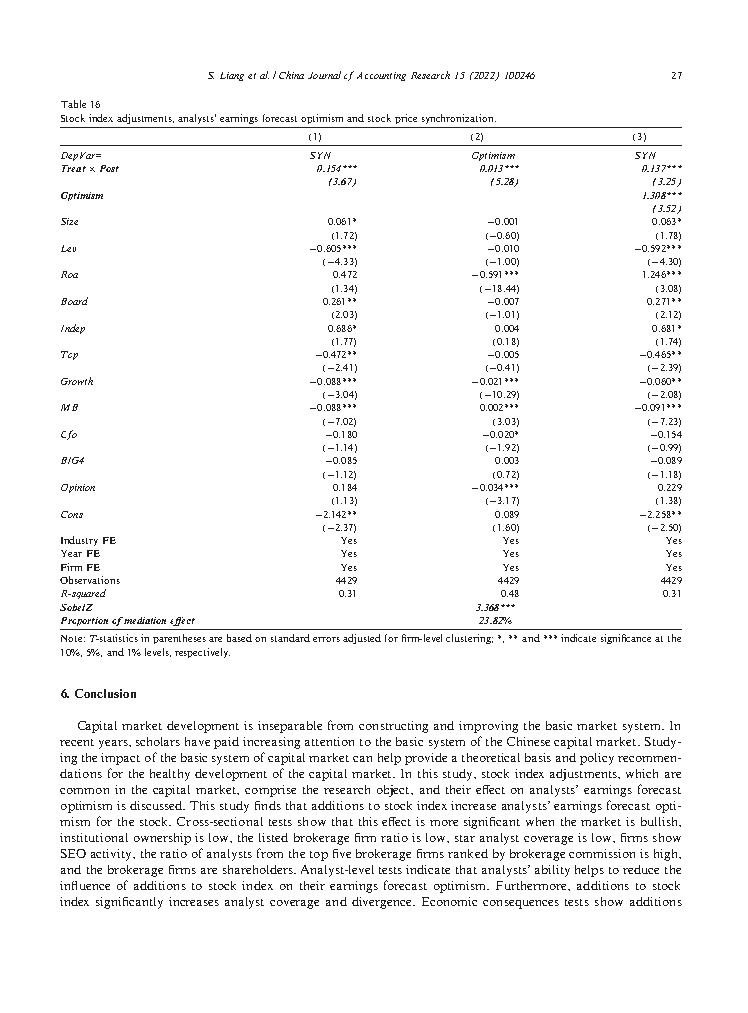 S. Liang et al. / China Journal of Accounting Research 15 (2022) 100246 27
Table 16
Stock index adjustments, analysts' earnings forecast optimism and stock price synchronization.
(1) (2) (3)
DepVar= SYN Optimism SYN
Treat × Post 0.154*** 0.013*** 0.137***
(3.67) (5.28) (3.25)
Optimism 1.308***
(3.52)
Size 0.061* −0.001 0.063*
(1.72) (−0.60) (1.78)
Lev −0.605*** −0.010 −0.592***
(−4.33) (−1.00) (−4.30)
Roa 0.472 −0.591*** 1.246***
(1.34) (−18.44) (3.08)
Board 0.261** −0.007 0.271**
(2.03) (−1.01) (2.12)
Indep 0.686* 0.004 0.681*
(1.77) (0.18) (1.74)
Top −0.472** −0.005 −0.465**
(−2.41) (−0.41) (−2.39)
Growth −0.088*** −0.021*** −0.060**
(−3.04) (−10.29) (−2.08)
MB −0.088*** 0.002*** −0.091***
(−7.02) (3.03) (−7.23)
Cfo −0.180 −0.020* −0.154
(−1.14) (−1.92) (−0.99)
BIG4 −0.085 0.003 −0.089
(−1.12) (0.72) (−1.18)
Opinion 0.184 −0.034*** 0.229
(1.13) (−3.17) (1.38)
Cons −2.142** 0.089 −2.258**
(−2.37) (1.60) (−2.50)
Industry FE Yes Yes Yes
Year FE Yes Yes Yes
Firm FE Yes Yes Yes
Observations 4429 4429 4429
R-squared 0.31 0.48 0.31
SobelZ 3.368***
Proportion of mediation effect 23.82%
Note: T-statistics in parentheses are based on standard errors adjusted for firm-level clustering; *, ** and *** indicate significance at the
10%, 5%, and 1% levels, respectively.
6. Conclusion
Capital market development is inseparable from constructing and improving the basic market system. In
recent years, scholars have paid increasing attention to the basic system of the Chinese capital market. Study-
ing the impact of the basic system of capital market can help provide a theoretical basis and policy recommen-
dations for the healthy development of the capital market. In this study, stock index adjustments, which are
common in the capital market, comprise the research object, and their effect on analysts' earnings forecast
optimism is discussed. This study finds that additions to stock index increase analysts' earnings forecast opti-
mism for the stock. Cross-sectional tests show that this effect is more significant when the market is bullish,
institutional ownership is low, the listed brokerage firm ratio is low, star analyst coverage is low, firms show
SEO activity, the ratio of analysts from the top five brokerage firms ranked by brokerage commission is high,
and the brokerage firms are shareholders. Analyst-level tests indicate that analysts' ability helps to reduce the
influence of additions to stock index on their earnings forecast optimism. Furthermore, additions to stock
index significantly increases analyst coverage and divergence. Economic consequences tests show additions